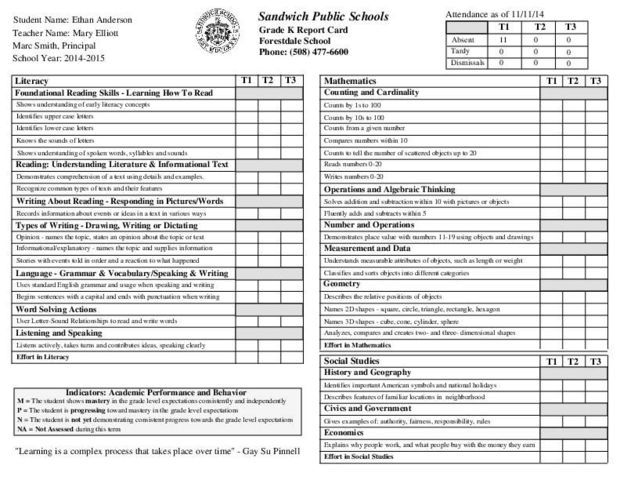 Student Name: Ethan Anderson
Teacher Name: Mary Elliott
Marc Smith, Principal
School Year: 2014-2015
Sandwich Public Schools
Grade K Report Card
Forestdale School
Phone: (508) 477-6600
Attendance as of 11/11/14
T1 T2 T3
Absent 11 0 0
Tardy 0 0 0
Dismissals 0 0 0
Literacy T1 T2 T3
Foundational Reading Skills - Learning How To Read
Shows understanding of early literacy concepts
Identifies upper case letters
Identifies lower case letters
Knows the sounds of letters
Shows understanding of spoken words, syllables and sounds
Reading: Understanding Literature & Informational Text
Demonstrates comprehension of a text using details and examples.
Recognize common types of texts and their features
Writing About Reading - Responding in Pictures/Words
Records information about events or ideas in a text in various ways
Types of Writing - Drawing, Writing or Dictating
Opinion - names the topic, states an opinion about the topic or text
Informational/explanatory - names the topic and supplies information
Stories with events told in order and a reaction to what happened
Language - Grammar & Vocabulary/Speaking & Writing
Uses standard English grammar and usage when speaking and writing
Begins sentences with a capital and ends with punctuation when writing
Word Solving Actions
User Letter-Sound Relationships to read and write words
Listening and Speaking
Listens actively, takes turns and contributes ideas, speaking clearly
Effort in Literacy
Indicators: Academic Performance and Behavior
M = The student shows mastery in the grade level expectations consistently and independently
P = The student is progressing toward mastery in the grade level expectations
N = The student is not yet demonstrating consistent progress towards the grade level expectations
NA = Not Assessed during this term
"Learning is a complex process that takes place over time" - Gay Su Pinnell
Mathematics T1 T2 T3
Counting and Cardinality
Counts by 1s to 100
Counts by 10s to 100
Counts from a given number
Compares numbers within 10
Counts to tell the number of scattered objects up to 20
Reads numbers 0-20
Writes numbers 0-20
Operations and Algebraic Thinking
Solves addition and subtraction within 10 with pictures or objects
Fluently adds and subtracts within 5
Number and Operations
Demonstrates place value with numbers 11-19 using objects and drawings
Measurement and Data
Understands measurable attributes of objects, such as length or weight
Classifies and sorts objects into different categories
Geometry
Describes the relative positions of objects
Names 2D shapes - square, circle, triangle, rectangle, hexagon
Names 3D shapes - cube, cone, cylinder, sphere
Analyzes, compares and creates two- and three- dimensional shapes
Effort in Mathematics
Social Studies T1 T2 T3
History and Geography
Identifies important American symbols and national holidays
Describes features of familiar locations in neighborhood
Civics and Government
Gives examples of: authority, fairness, responsibility, rules
Economics
Explains why people work, and what people buy with the money they earn
Effort in Social Studies